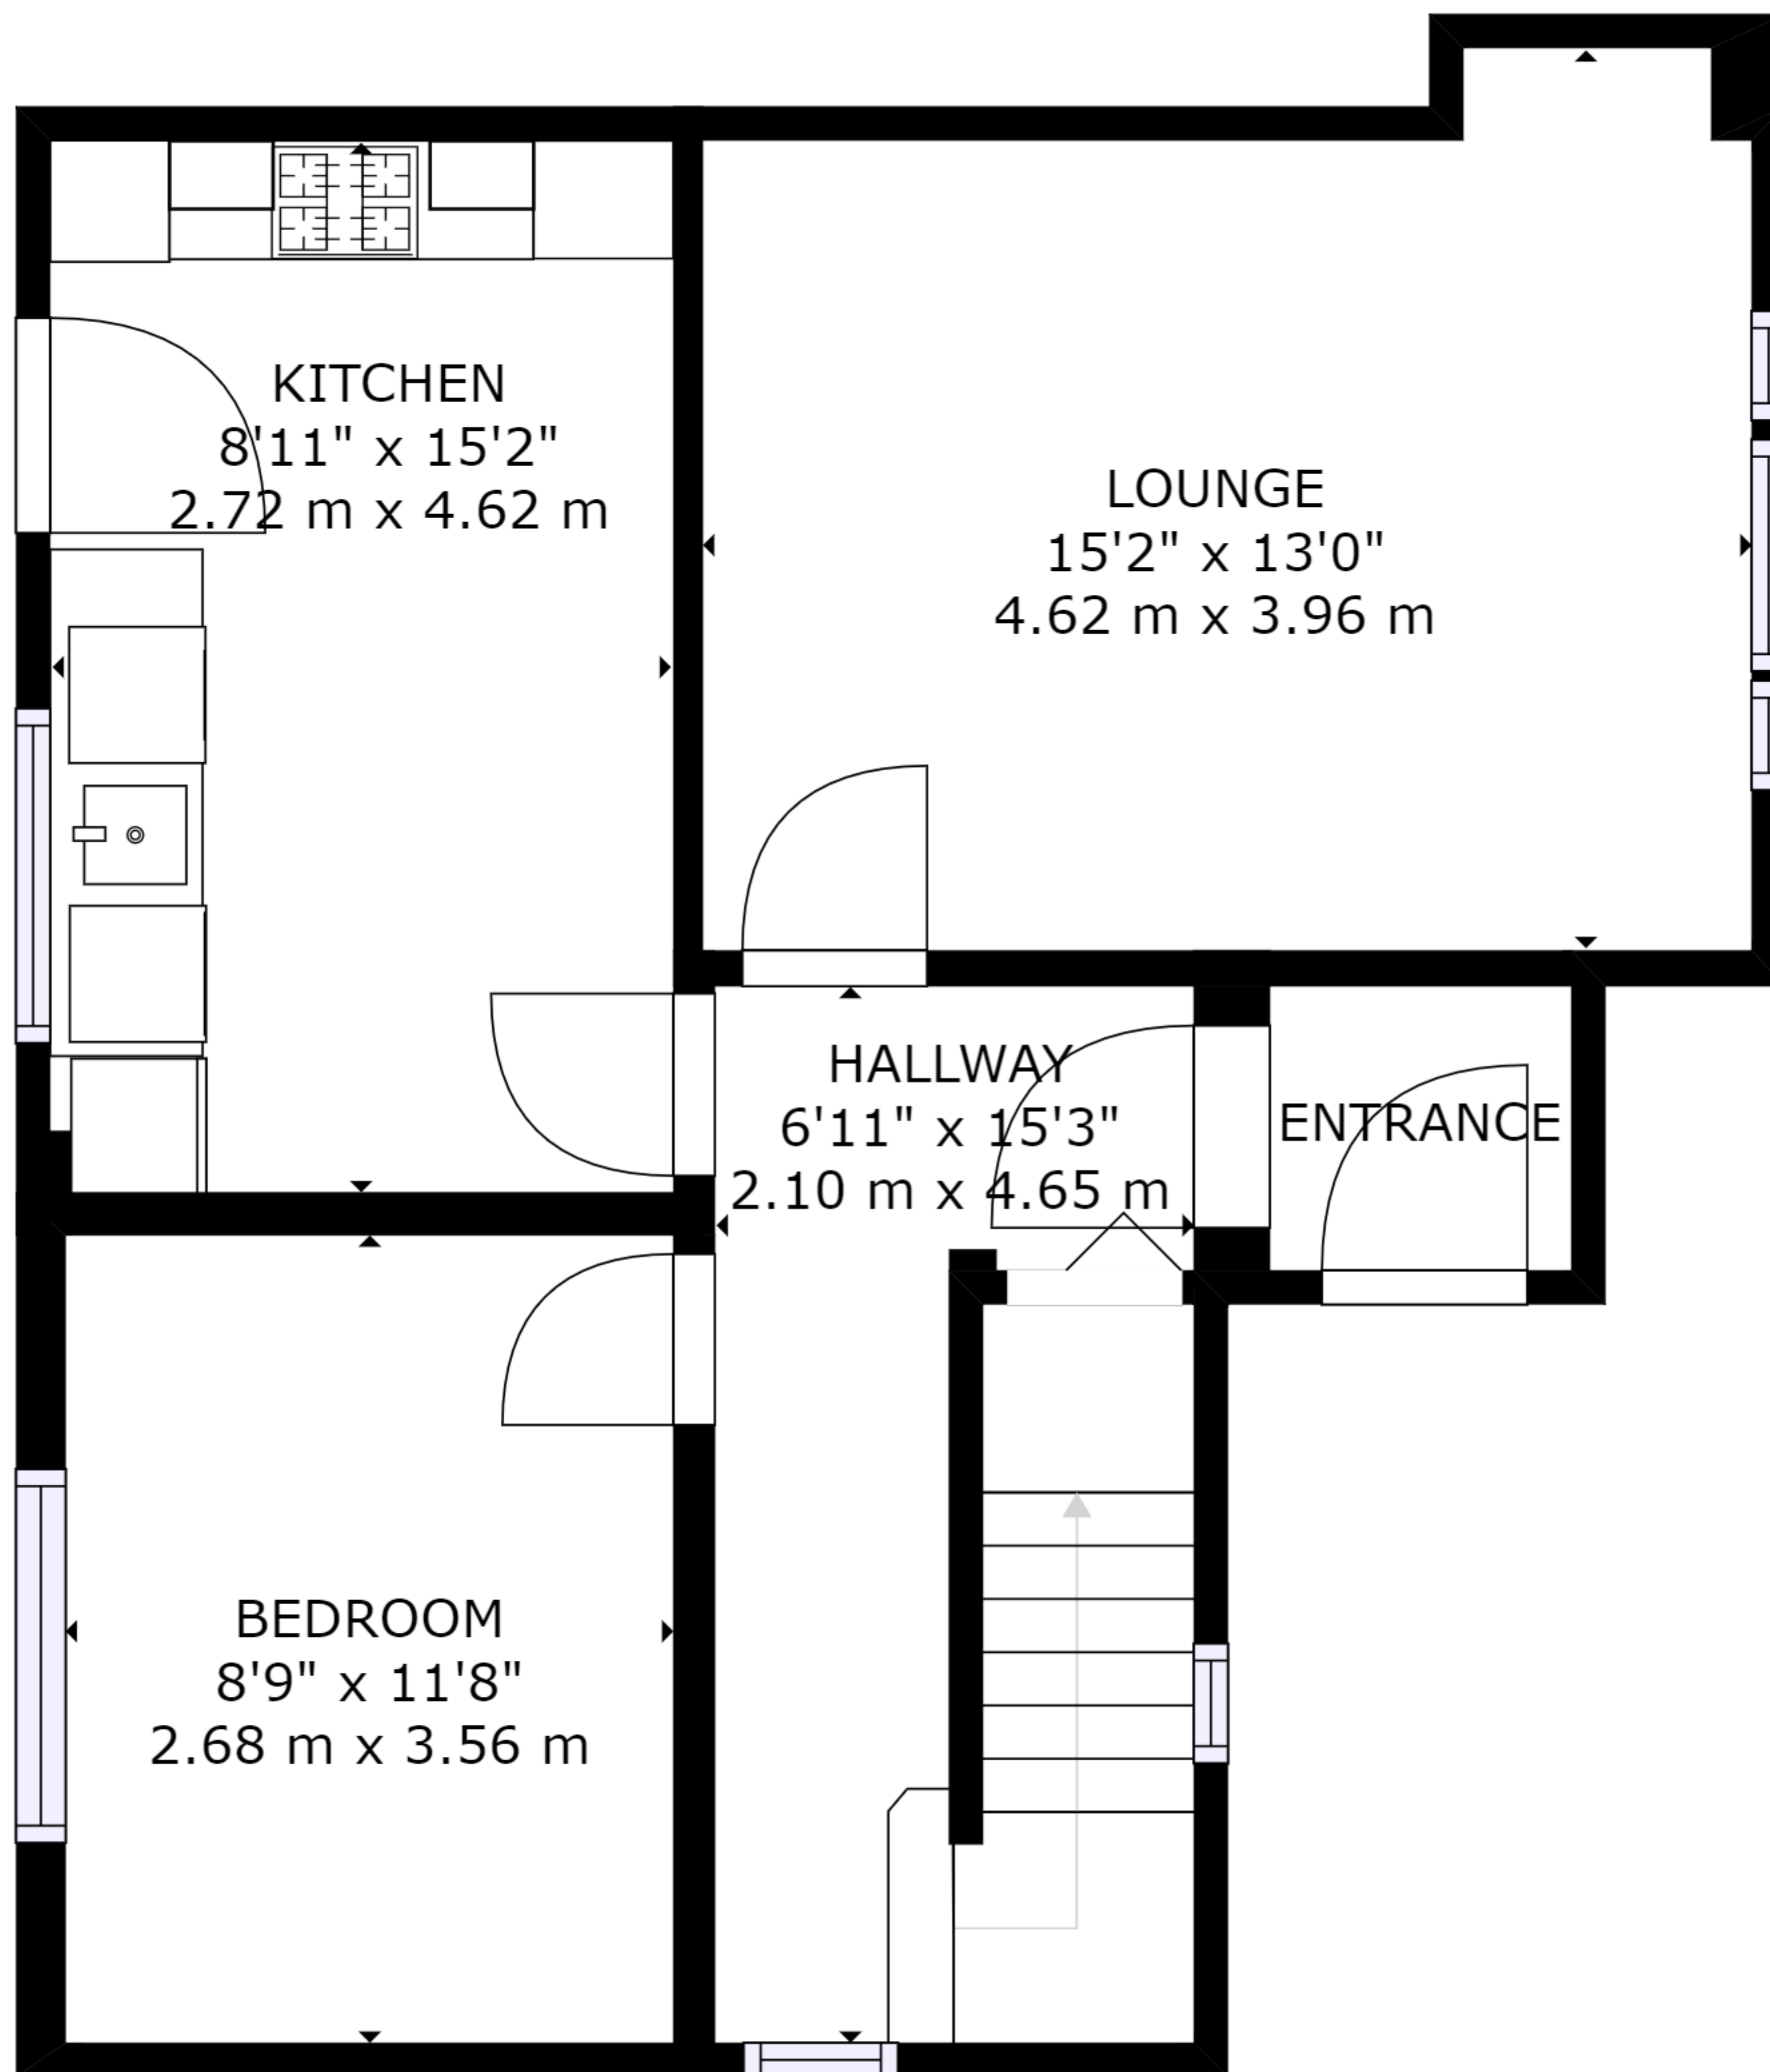 KITCHEN
8'11" x 15'2"
2.72 m x 4.62 m
LOUNGE
15'2" x 13'0"
4.62 m x 3.96 m
HALLWAY
6'11" x 15'3"
2.10 m x 4.65 m
ENTRANCE
BEDROOM
8'9" x 11'8"
2.68 m x 3.56 m